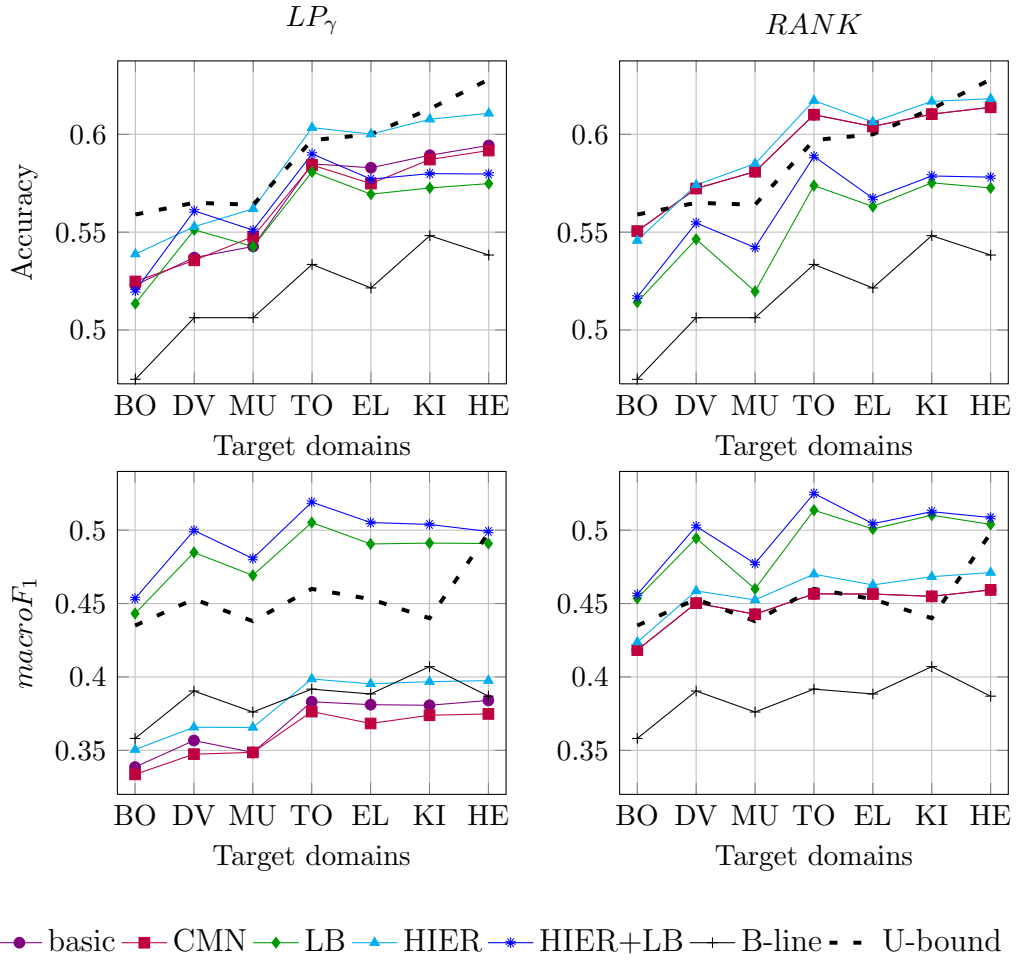 LPγ
RANK
Accuracy
0.6
0.55
0.5
BO DV MU TO EL KI HE
Target domains
0.6
0.55
0.5
BO DV MU TO EL KI HE
Target domains
macroF1
0.5
0.45
0.4
0.35
BO DV MU TO EL KI HE
Target domains
0.5
0.45
0.4
0.35
BO DV MU TO EL KI HE
Target domains
basic CMN LB HIER HIER+LB B-line U-bound